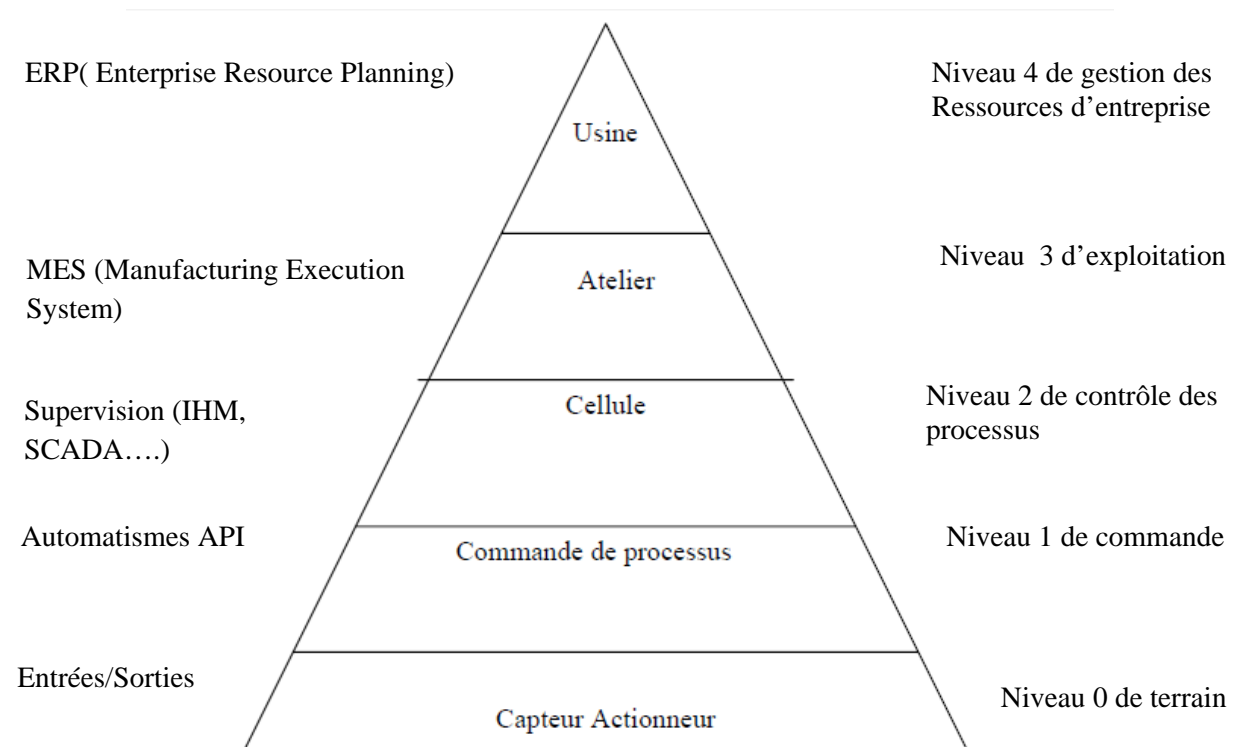 ERP( Enterprise Resource Planning)
Niveau 4 de gestion des
Ressources d’entreprise
Usine
MES (Manufacturing Execution
System)
Atelier
Niveau  3 d’exploitation
Supervision (IHM,
SCADA….)
Cellule
Niveau 2 de contrôle des
processus
Automatismes API
Commande de processus
Niveau 1 de commande
Entrées/Sorties
Capteur Actionneur
Niveau 0 de terrain